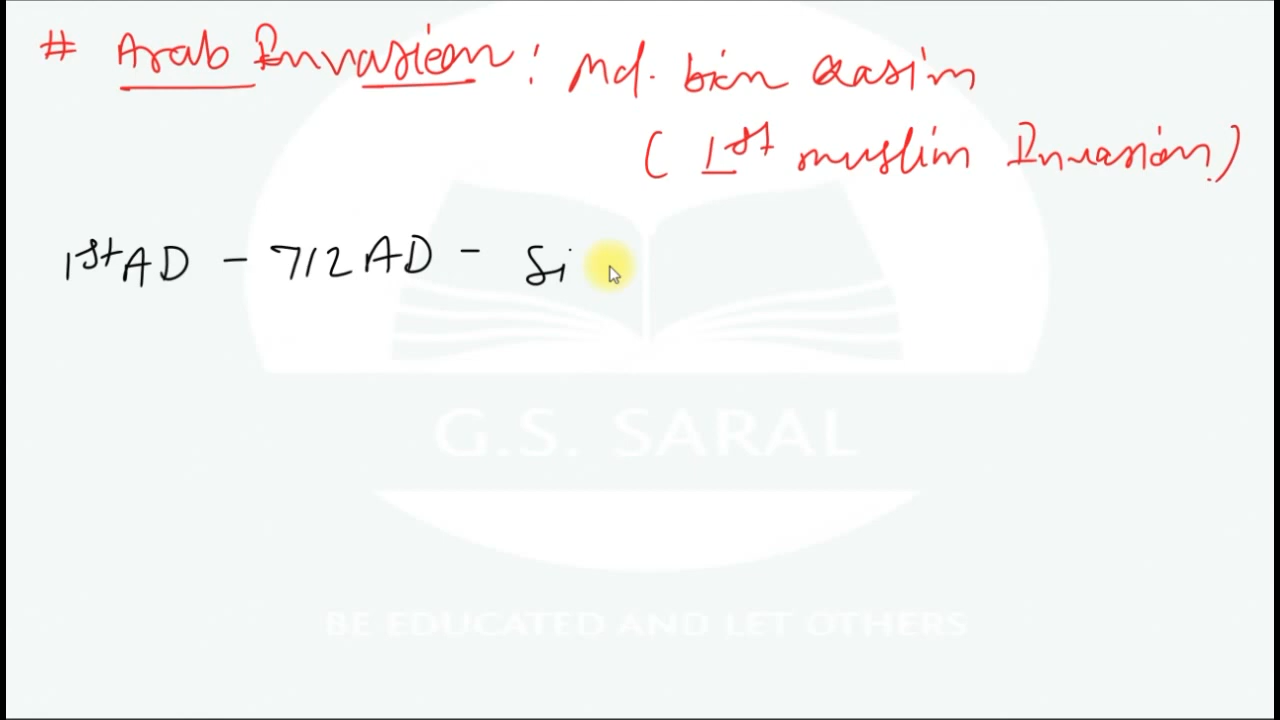 # Arab Invasion : Md. bin Qasim
( 1st muslim Invasion)
1st AD - 712 AD - Si
G.S. SARAL
BE EDUCATED AND LET OTHERS